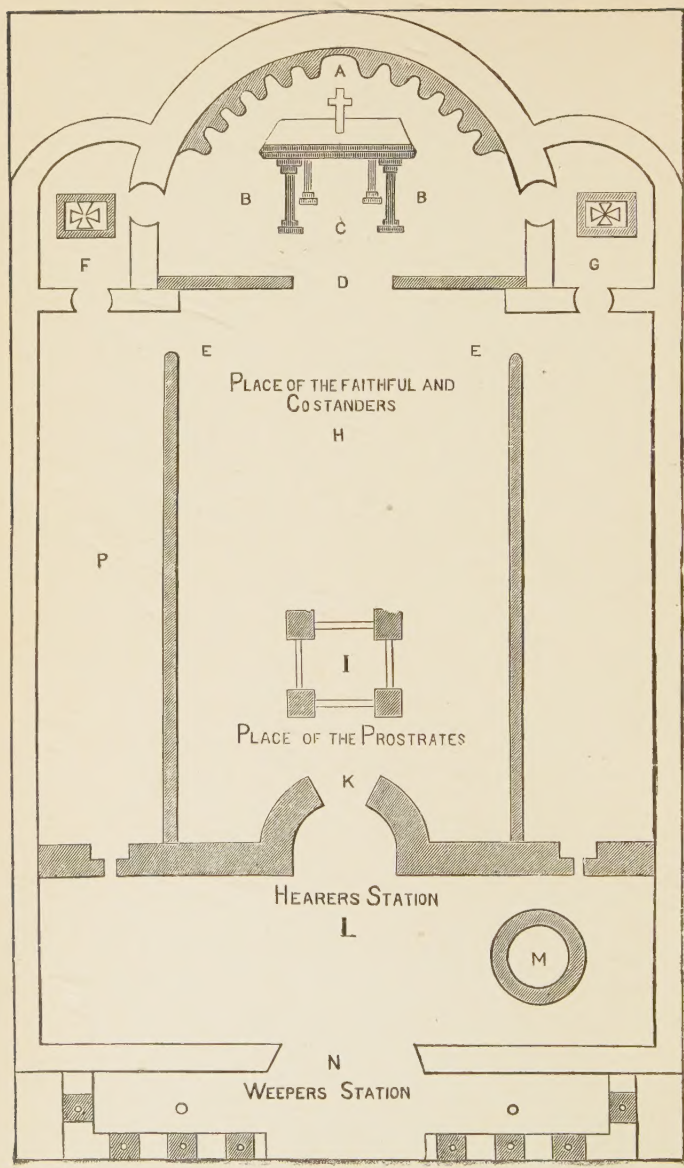 A
B B
C
F G
D
E E
PLACE OF THE FAITHFUL AND
COSTANDERS
H
P
I
PLACE OF THE PROSTRATES
K
HEARERS STATION
L
M
N
WEEPERS STATION
O O